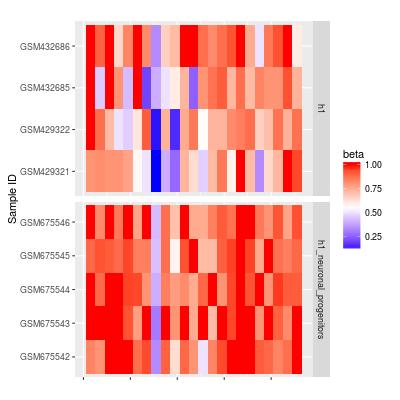 GSM432686
GSM432685
GSM429322
GSM429321
h1
Sample ID
GSM675546
GSM675545
GSM675544
GSM675543
GSM675542
h1_neuronal_progenitors
beta
1.00
0.75
0.50
0.25